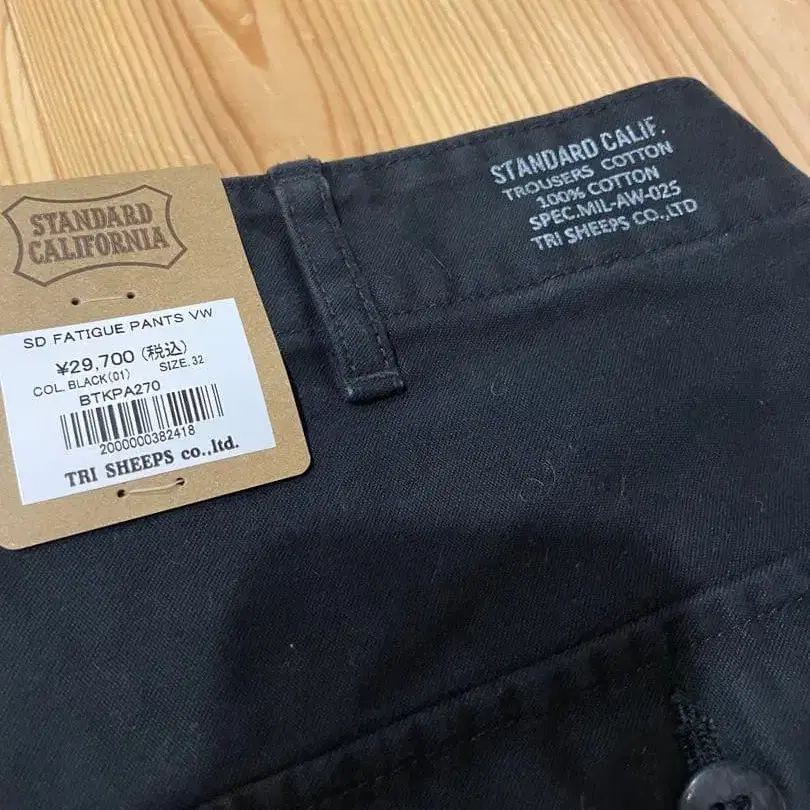 STANDARD
CALIFORNIA
SD FATIGUE PANTS VW
¥29,700 (税込)
COL. BLACK(01) SIZE. 32
BTKPA270
2000000382418
TRI SHEEPS co.,ltd.
STANDARD CALIF.
TROUSERS COTTON
100% COTTON
SPEC.MIL-AW-025
TRI SHEEPS CO.,LTD